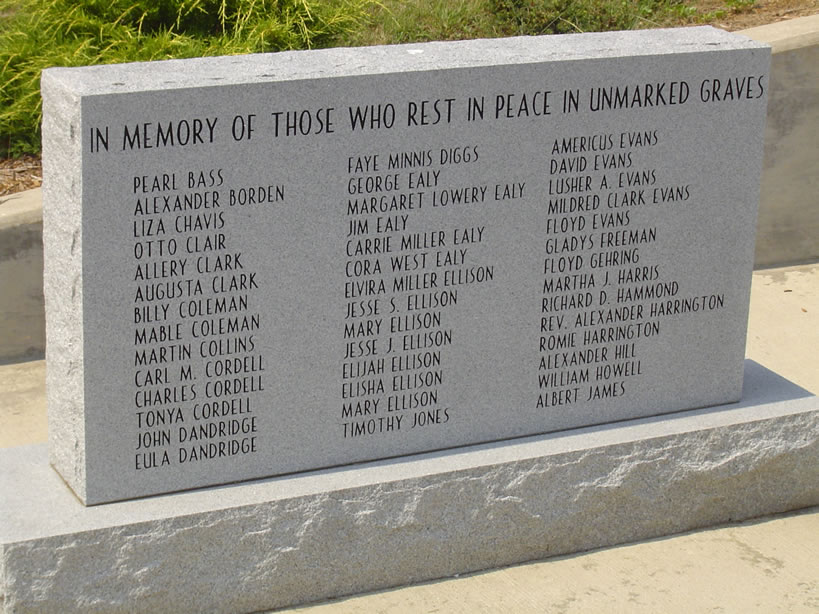 IN MEMORY OF THOSE WHO REST IN PEACE IN UNMARKED GRAVES
PEARL BASS
ALEXANDER BORDEN
LIZA CHAVIS
OTTO CLAIR
ALLERY CLARK
AUGUSTA CLARK
BILLY COLEMAN
MABLE COLEMAN
MARTIN COLLINS
CARL M. CORDELL
CHARLES CORDELL
TONYA CORDELL
JOHN DANDRIDGE
EULA DANDRIDGE
FAYE MINNIS DIGGS
GEORGE EALY
MARGARET LOWERY EALY
JIM EALY
CARRIE MILLER EALY
CORA WEST EALY
ELVIRA MILLER ELLISON
JESSE S. ELLISON
MARY ELLISON
JESSE J. ELLISON
ELIJAH ELLISON
ELISHA ELLISON
MARY ELLISON
TIMOTHY JONES
AMERICUS EVANS
DAVID EVANS
LUSHER A. EVANS
MILDRED CLARK EVANS
FLOYD EVANS
GLADYS FREEMAN
FLOYD GEHRING
MARTHA J. HARRIS
RICHARD D. HAMMOND
REV. ALEXANDER HARRINGTON
ROMIE HARRINGTON
ALEXANDER HILL
WILLIAM HOWELL
ALBERT JAMES